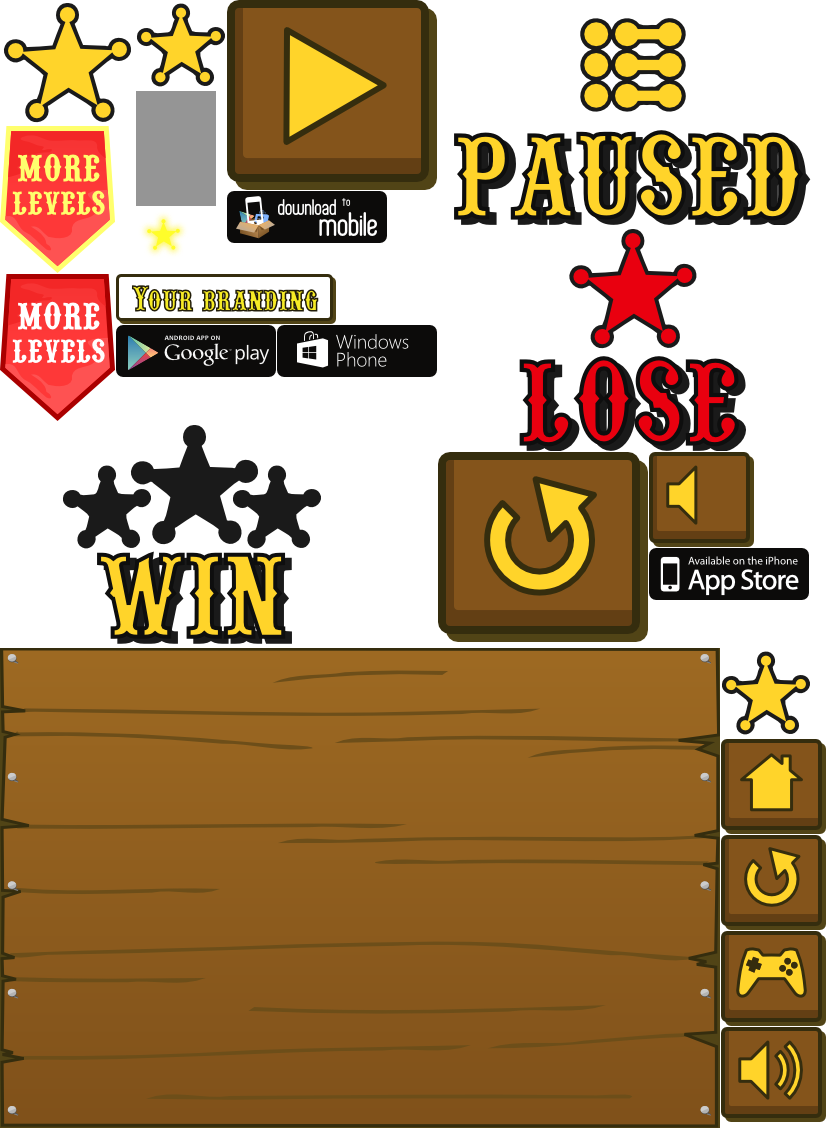 MORE
LEVELS
download to
mobile
PAUSED
MORE
LEVELS
YOUR BRANDING
ANDROID APP ON
Google play
Windows
Phone
LOSE
WIN
Available on the iPhone
App Store